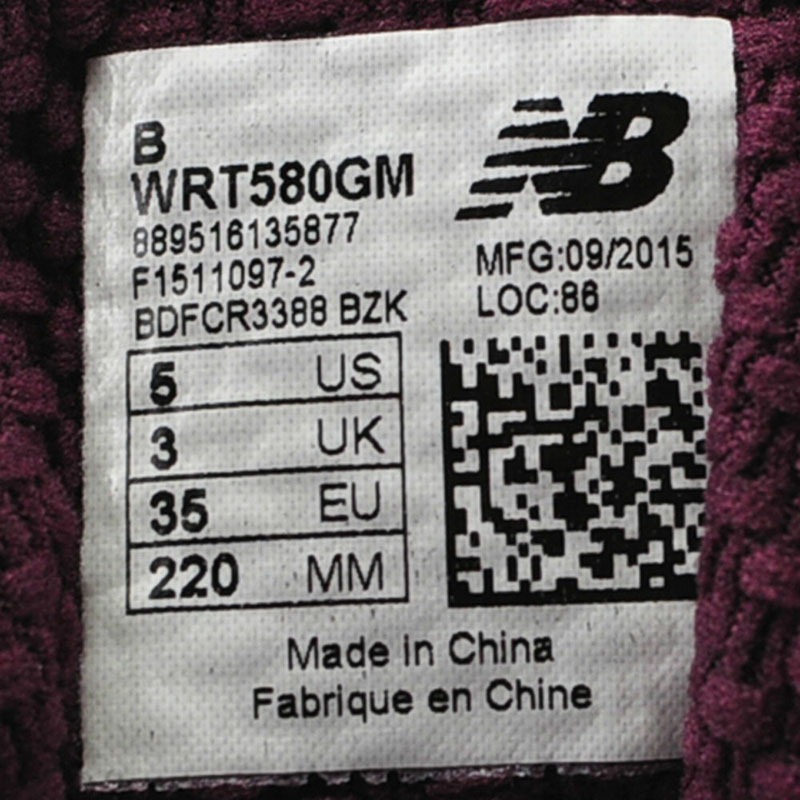 B
WRT580GM
889516135877
F1511097-2
BDFCR3388 BZK
NB
MFG:09/2015
LOC:86
5 US
3 UK
35 EU
220 MM
Made in China
Fabrique en Chine